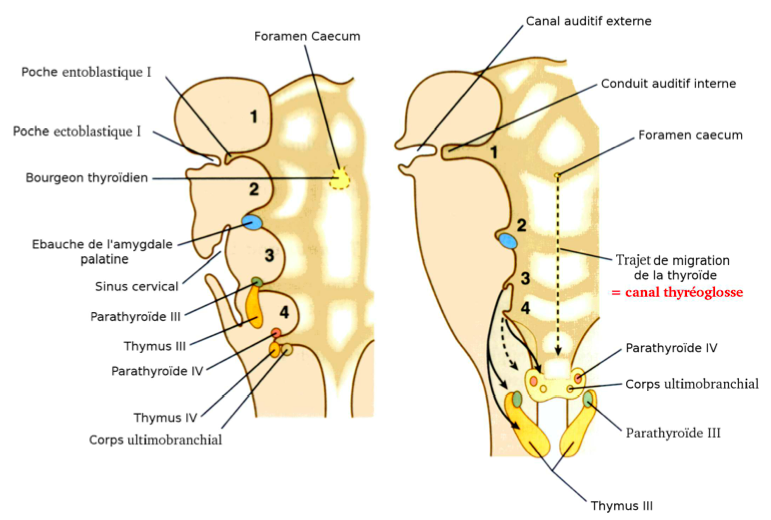 Foramen Caecum
Poche entoblastique I
Poche ectoblastique I
Bourgeon thyroïdien
Ebauche de l'amygdale
palatine
Sinus cervical
Parathyroïde III
Thymus III
Parathyroïde IV
Thymus IV
Corps ultimobranchial
1
2
3
4
Canal auditif externe
Conduit auditif interne
Foramen caecum
Trajet de migration
de la thyroïde
= canal thyréoglosse
Parathyroïde IV
Corps ultimobranchial
Parathyroïde III
Thymus III
1
2
3
4